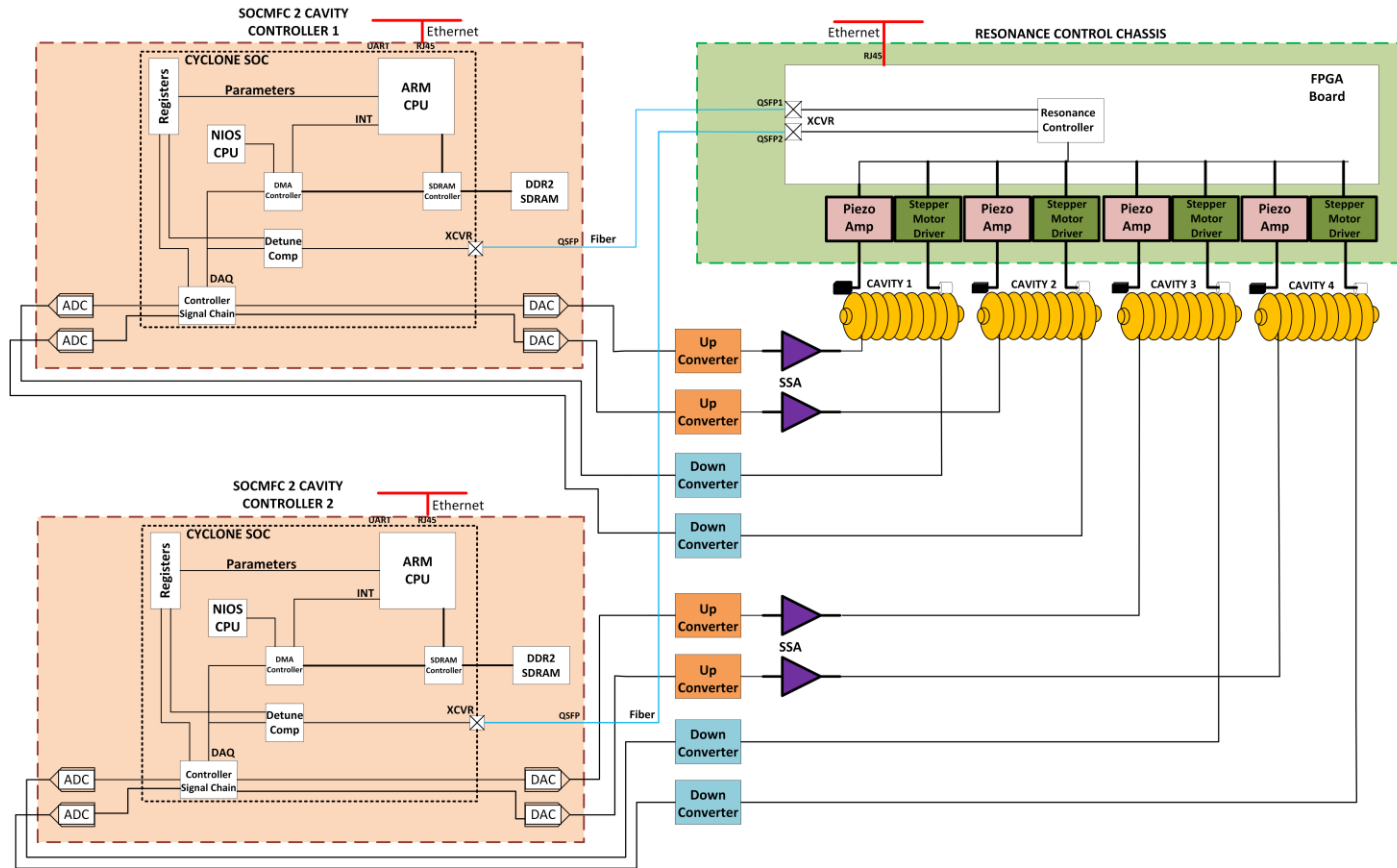 SOCMFC 2 CAVITY
CONTROLLER 1
Ethernet
UART
RJ45
CYCLONE SOC
Registers
Parameters
ARM
CPU
INT
NIOS
CPU
DMA
Controller
SDRAM
Controller
DDR2
SDRAM
Detune
Comp
XCVR
QSFP
Fiber
DAQ
Controller
Signal Chain
ADC
ADC
DAC
DAC
Ethernet
RJ45
RESONANCE CONTROL CHASSIS
FPGA
Board
QSFP1
XCVR
QSFP2
Resonance
Controller
Piezo
Amp
Stepper
Motor
Driver
Piezo
Amp
Stepper
Motor
Driver
Piezo
Amp
Stepper
Motor
Driver
Piezo
Amp
Stepper
Motor
Driver
CAVITY 1
CAVITY 2
CAVITY 3
CAVITY 4
Up
Converter
SSA
Up
Converter
Down
Converter
Down
Converter
SOCMFC 2 CAVITY
CONTROLLER 2
Ethernet
UART
RJ45
CYCLONE SOC
Registers
Parameters
ARM
CPU
INT
NIOS
CPU
DMA
Controller
SDRAM
Controller
DDR2
SDRAM
Detune
Comp
XCVR
QSFP
Fiber
DAQ
Controller
Signal Chain
ADC
ADC
DAC
DAC
Up
Converter
SSA
Up
Converter
Down
Converter
Down
Converter